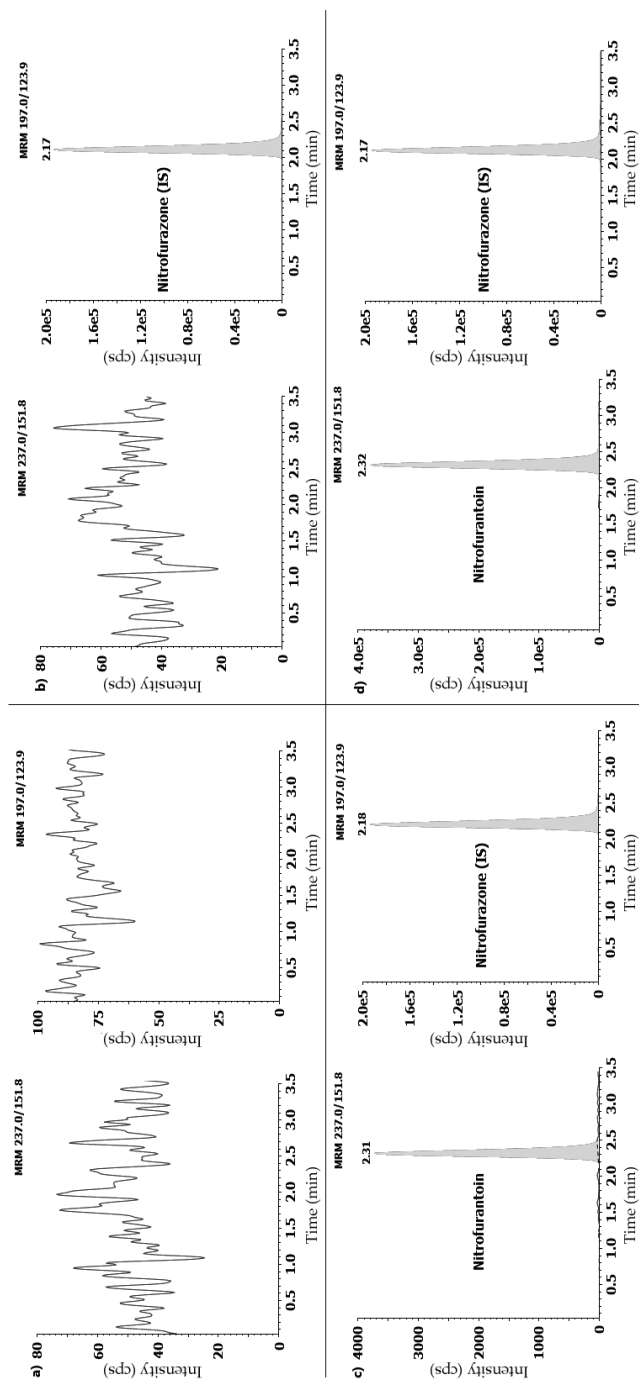 a)
MRM 237.0/151.8
Intensity (cps)
80
60
40
20
0
0.5 1.0 1.5 2.0 2.5 3.0 3.5
Time (min)
MRM 197.0/123.9
Intensity (cps)
100
75
50
25
0
0.5 1.0 1.5 2.0 2.5 3.0 3.5
Time (min)
b)
MRM 237.0/151.8
Intensity (cps)
80
60
40
20
0
0.5 1.0 1.5 2.0 2.5 3.0 3.5
Time (min)
MRM 197.0/123.9
2.17
Nitrofurazone (IS)
Intensity (cps)
2.0e5
1.6e5
1.2e5
0.8e5
0.4e5
0
0.5 1.0 1.5 2.0 2.5 3.0 3.5
Time (min)
c)
MRM 237.0/151.8
2.31
Nitrofurantoin
Intensity (cps)
4000
3000
2000
1000
0
0.5 1.0 1.5 2.0 2.5 3.0 3.5
Time (min)
MRM 197.0/123.9
2.18
Nitrofurazone (IS)
Intensity (cps)
2.0e5
1.6e5
1.2e5
0.8e5
0.4e5
0
0.5 1.0 1.5 2.0 2.5 3.0 3.5
Time (min)
d)
MRM 237.0/151.8
2.32
Nitrofurantoin
Intensity (cps)
4.0e5
3.0e5
2.0e5
1.0e5
0
0.5 1.0 1.5 2.0 2.5 3.0 3.5
Time (min)
MRM 197.0/123.9
2.17
Nitrofurazone (IS)
Intensity (cps)
2.0e5
1.6e5
1.2e5
0.8e5
0.4e5
0
0.5 1.0 1.5 2.0 2.5 3.0 3.5
Time (min)